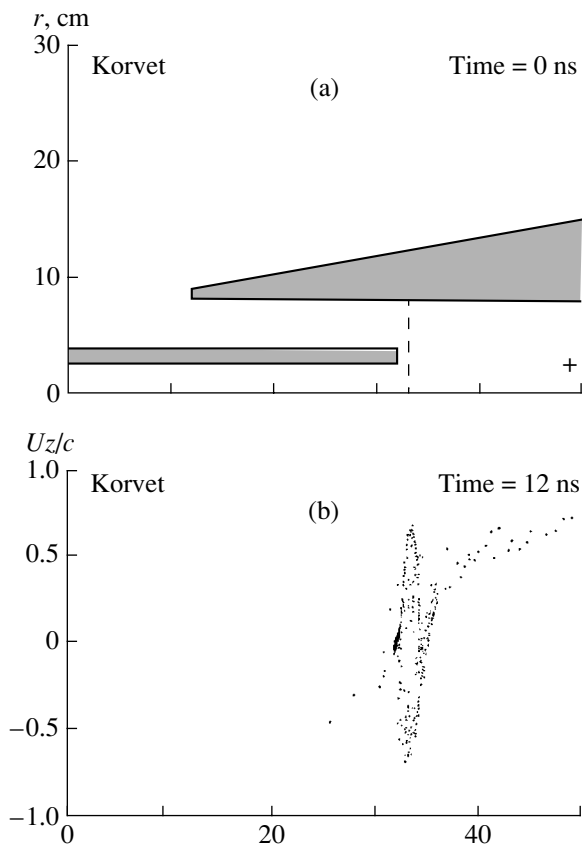 r, cm
30
Korvet
Time = 0 ns
(a)
20
10
0
+
Uz/c
1.0
Korvet
Time = 12 ns
(b)
0.5
0
−0.5
−1.0
0
20
40